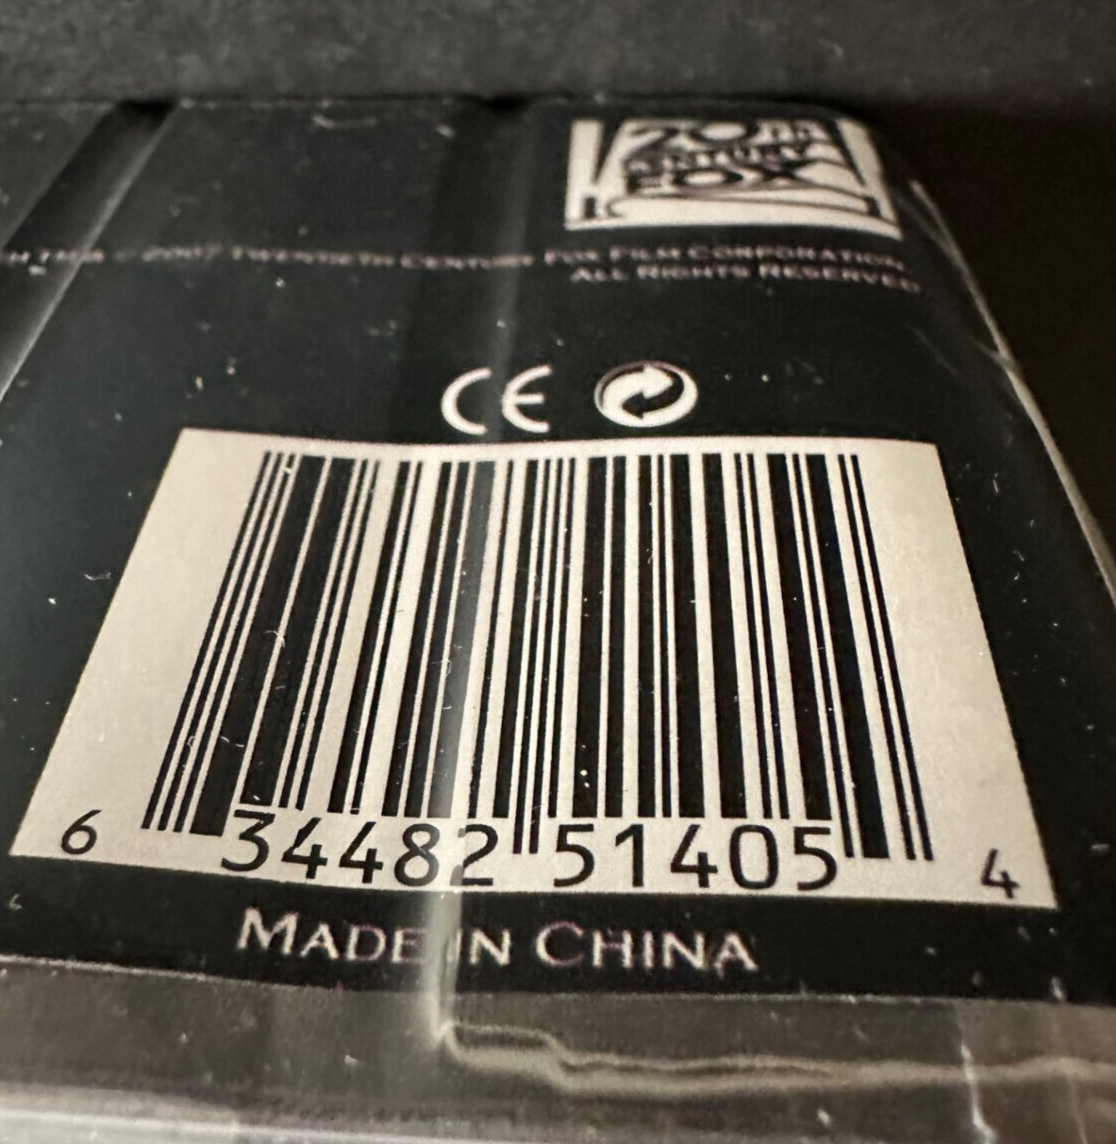 20TH
CENTURY
FOX
2007 TWENTIETH CENTURY FOX FILM CORPORATION.
ALL RIGHTS RESERVED
CE
6 34482 51405 4
MADE IN CHINA